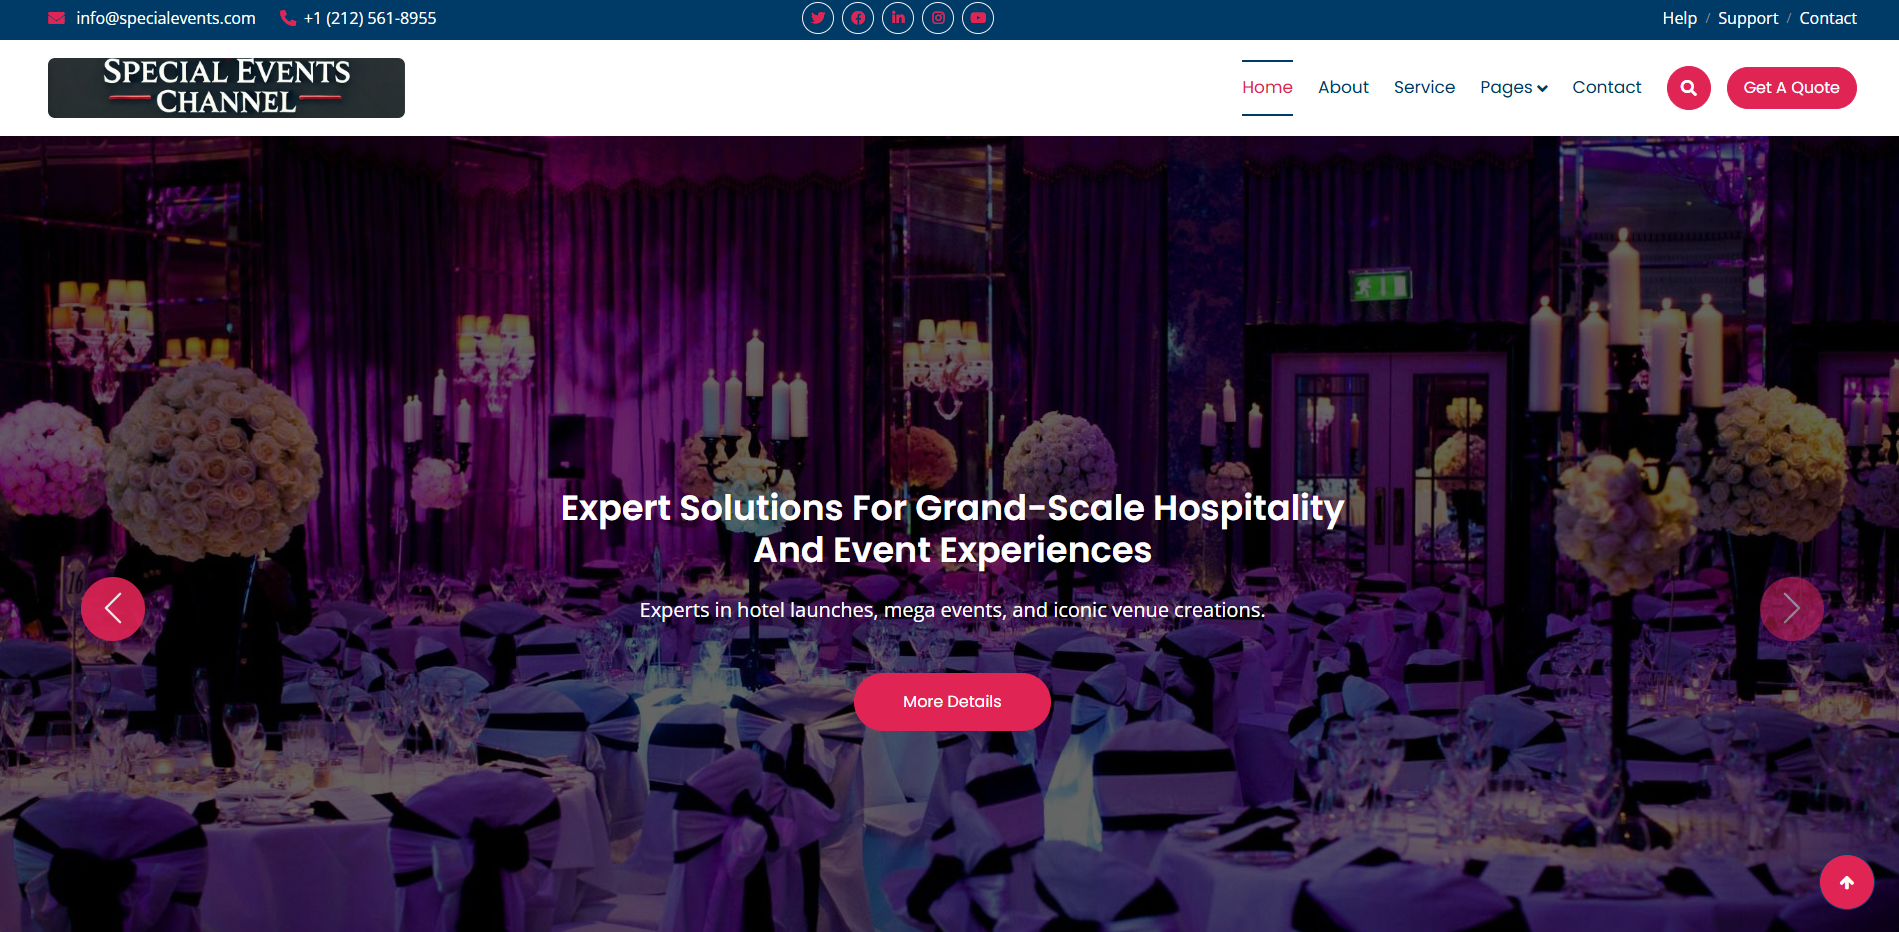 info@specialevents.com
+1 (212) 561-8955
Help / Support / Contact
SPECIAL EVENTS
CHANNEL
Home
About
Service
Pages
Contact
Get A Quote
Expert Solutions For Grand-Scale Hospitality
And Event Experiences
Experts in hotel launches, mega events, and iconic venue creations.
More Details
16